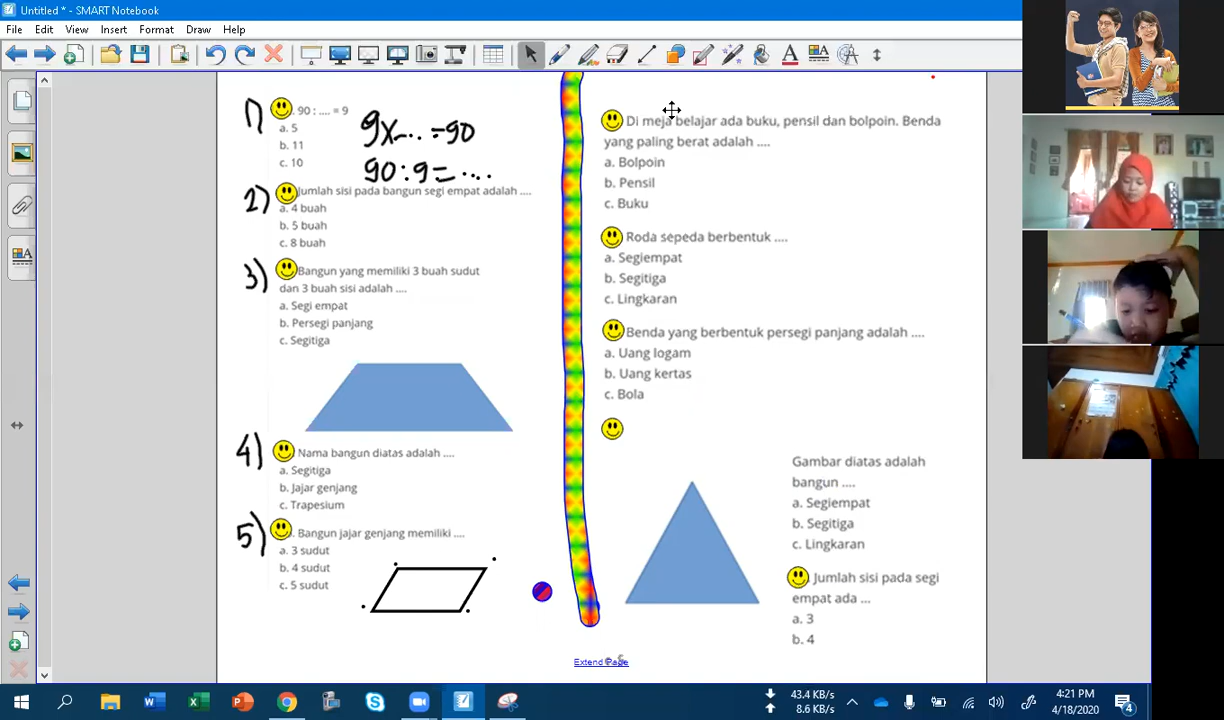 Untitled * - SMART Notebook
File Edit View Insert Format Draw Help
1)
. 90 : .... = 9
a. 5
b. 11
c. 10
9x.... = 90
90 : 9 = ....
2)
Jumlah sisi pada bangun segi empat adalah ....
a. 4 buah
b. 5 buah
c. 8 buah
3)
Bangun yang memiliki 3 buah sudut
dan 3 buah sisi adalah ....
a. Segi empat
b. Persegi panjang
c. Segitiga
4)
Nama bangun diatas adalah ....
a. Segitiga
b. Jajar genjang
c. Trapesium
5)
. Bangun jajar genjang memiliki ....
a. 3 sudut
b. 4 sudut
c. 5 sudut
Di meja belajar ada buku, pensil dan bolpoin. Benda
yang paling berat adalah ....
a. Bolpoin
b. Pensil
c. Buku
Roda sepeda berbentuk ....
a. Segiempat
b. Segitiga
c. Lingkaran
Benda yang berbentuk persegi panjang adalah ....
a. Uang logam
b. Uang kertas
c. Bola
Gambar diatas adalah
bangun ....
a. Segiempat
b. Segitiga
c. Lingkaran
Jumlah sisi pada segi
empat ada ...
a. 3
b. 4
Extend Page
43.4 KB/s
8.6 KB/s
4:21 PM
4/18/2020
4